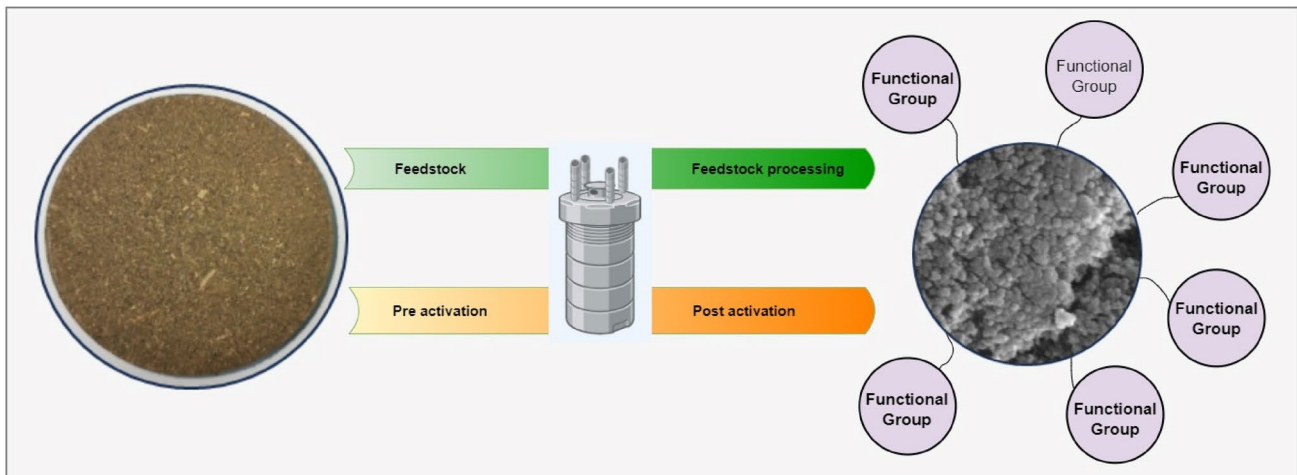 Feedstock
Feedstock processing
Pre activation
Post activation
Functional
Group
Functional
Group
Functional
Group
Functional
Group
Functional
Group
Functional
Group